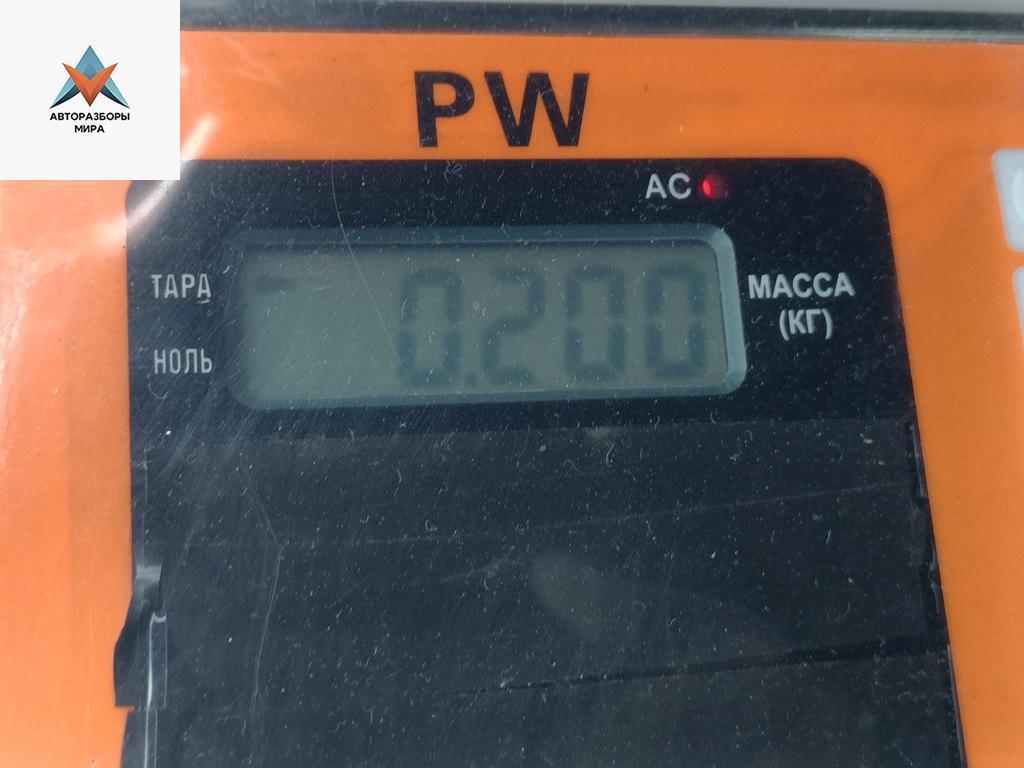 АВТОРАЗБОРЫ
МИРА
PW
AC
ТАРА
0.200
МАССА
(КГ)
НОЛЬ